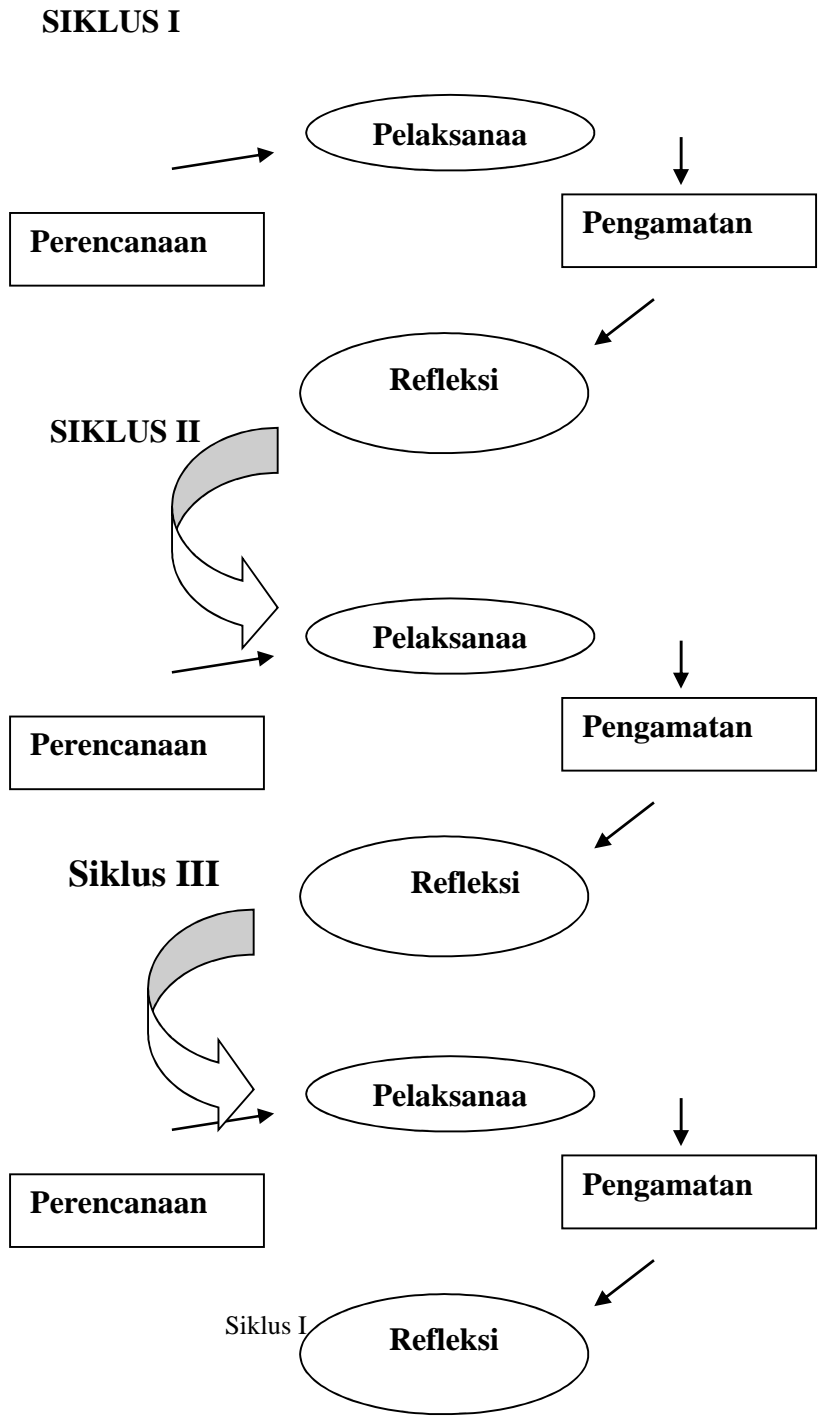 SIKLUS I
Pelaksanaa
Perencanaan
Pengamatan
Refleksi
SIKLUS II
Pelaksanaa
Perencanaan
Pengamatan
Siklus III
Refleksi
Pelaksanaa
Perencanaan
Pengamatan
Siklus I
Refleksi